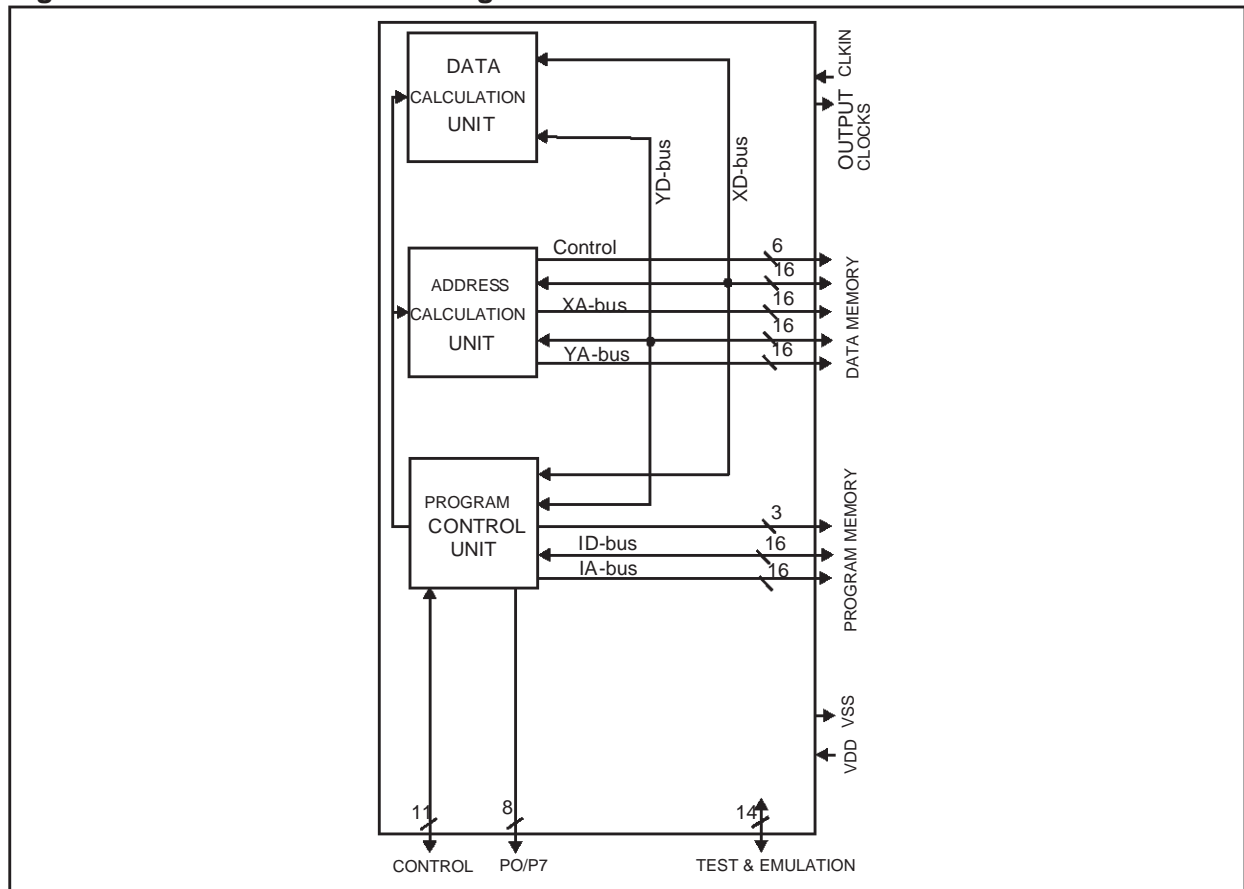 DATA
CALCULATION
UNIT
CLKIN
OUTPUT
CLOCKS
YD-bus
XD-bus
ADDRESS
CALCULATION
UNIT
Control
6
16
XA-bus
16
16
YA-bus
16
DATA MEMORY
PROGRAM
CONTROL
UNIT
3
ID-bus
16
IA-bus
16
PROGRAM MEMORY
VSS
VDD
11
8
14
CONTROL
PO/P7
TEST & EMULATION